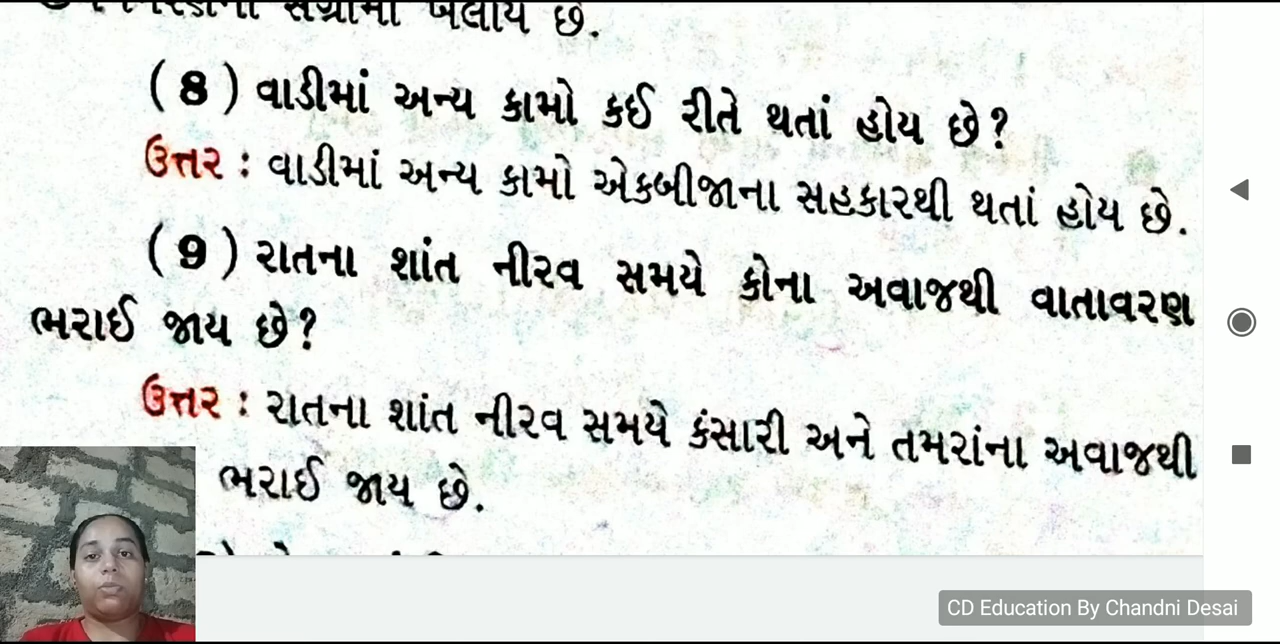 બલાય છે.
(8) વાડીમાં અન્ય કામો કઈ રીતે થતાં હોય છે?
ઉત્તર : વાડીમાં અન્ય કામો એકબીજાના સહકારથી થતાં હોય છે.
(9) રાતના શાંત નીરવ સમયે કોના અવાજથી વાતાવરણ
ભરાઈ જાય છે?
ઉત્તર : રાતના શાંત નીરવ સમયે કંસારી અને તમરાંના અવાજથી
ભરાઈ જાય છે.
CD Education By Chandni Desai